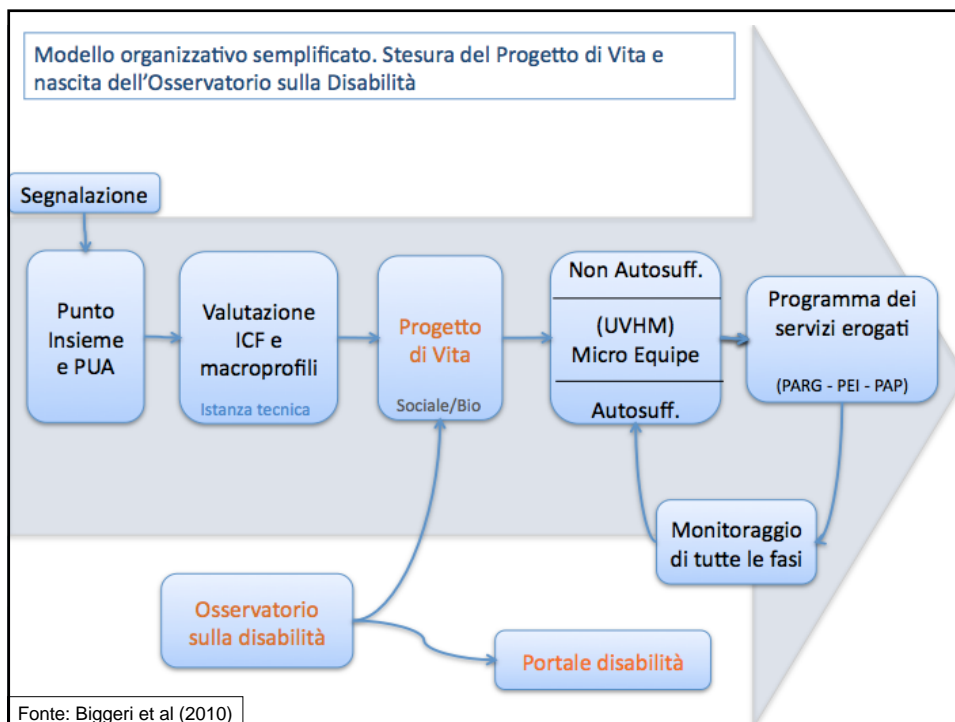 Modello organizzativo semplificato. Stesura del Progetto di Vita e
nascita dell'Osservatorio sulla Disabilità
Segnalazione
Punto
Insieme
e PUA
Valutazione
ICF e
macroprofili
Istanza tecnica
Progetto
di Vita
Sociale/Bio
Non Autosuff.
(UVHM)
Micro Equipe
Autosuff.
Programma dei
servizi erogati
(PARG - PEI - PAP)
Monitoraggio
di tutte le fasi
Osservatorio
sulla disabilità
Portale disabilità
Fonte: Biggeri et al (2010)